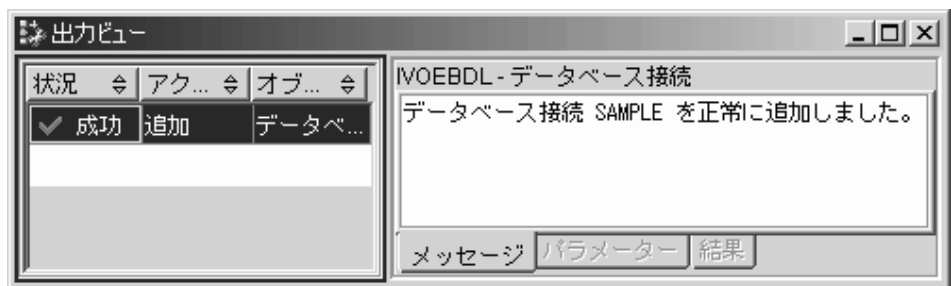 出力ビュー
状況 アク... オブ...
成功 追加 データベ...
IVOEBDL - データベース接続
データベース接続 SAMPLE を正常に追加しました。
メッセージ パラメーター 結果